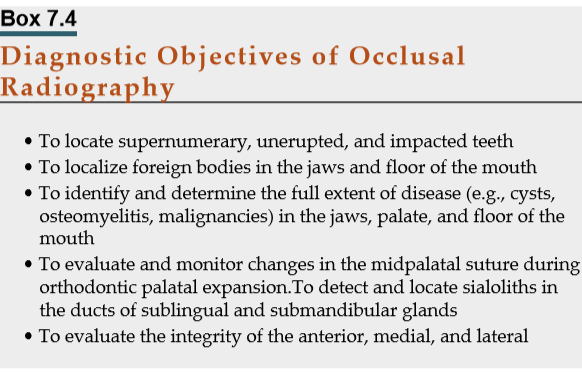 Box 7.4
Diagnostic Objectives of Occlusal
Radiography
• To locate supernumerary, unerupted, and impacted teeth
• To localize foreign bodies in the jaws and floor of the mouth
• To identify and determine the full extent of disease (e.g., cysts,
osteomyelitis, malignancies) in the jaws, palate, and floor of the
mouth
• To evaluate and monitor changes in the midpalatal suture during
orthodontic palatal expansion.To detect and locate sialoliths in
the ducts of sublingual and submandibular glands
• To evaluate the integrity of the anterior, medial, and lateral